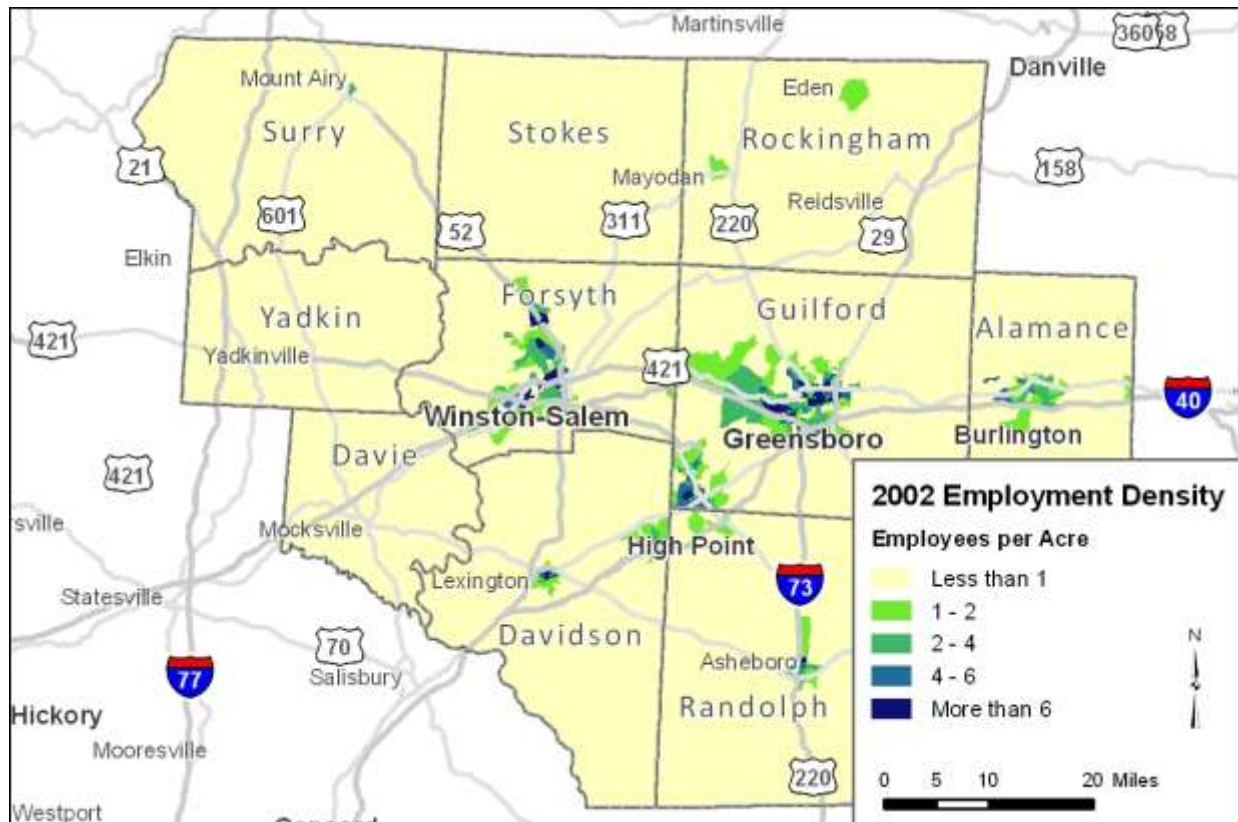 Martinsville
360
58
Mount Airy
Eden
Danville
Surry
Stokes
Rockingham
21
Mayodan
158
601
311
220
Reidsville
52
29
Elkin
Forsyth
Guilford
Yadkin
Alamance
421
Yadkinville
421
40
Winston-Salem
Greensboro
Burlington
Davie
421
2002 Employment Density
Employees per Acre
Less than 1
1 - 2
2 - 4
4 - 6
More than 6
N
0 5 10 20 Miles
rsville
Mocksville
High Point
Lexington
73
Statesville
Davidson
70
Asheboro
77
Salisbury
Randolph
Hickory
Mooresville
220
Westport